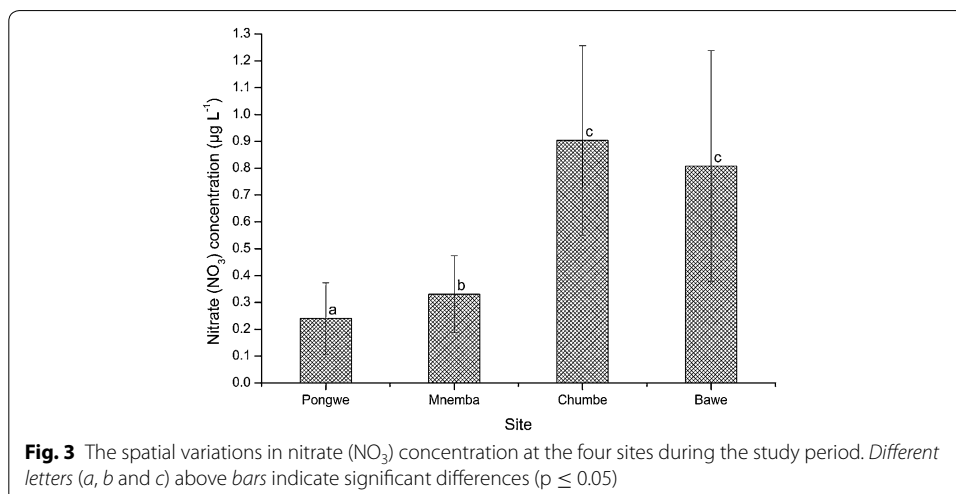 1.3
1.2
1.1
1.0
0.9
0.8
0.7
0.6
0.5
0.4
0.3
0.2
0.1
0.0
Nitrate (NO₃) concentration (µg L⁻¹)
a
b
c
c
Pongwe Mnemba Chumbe Bawe
Site
Fig. 3 The spatial variations in nitrate (NO₃) concentration at the four sites during the study period. Different
letters (a, b and c) above bars indicate significant differences (p ≤ 0.05)